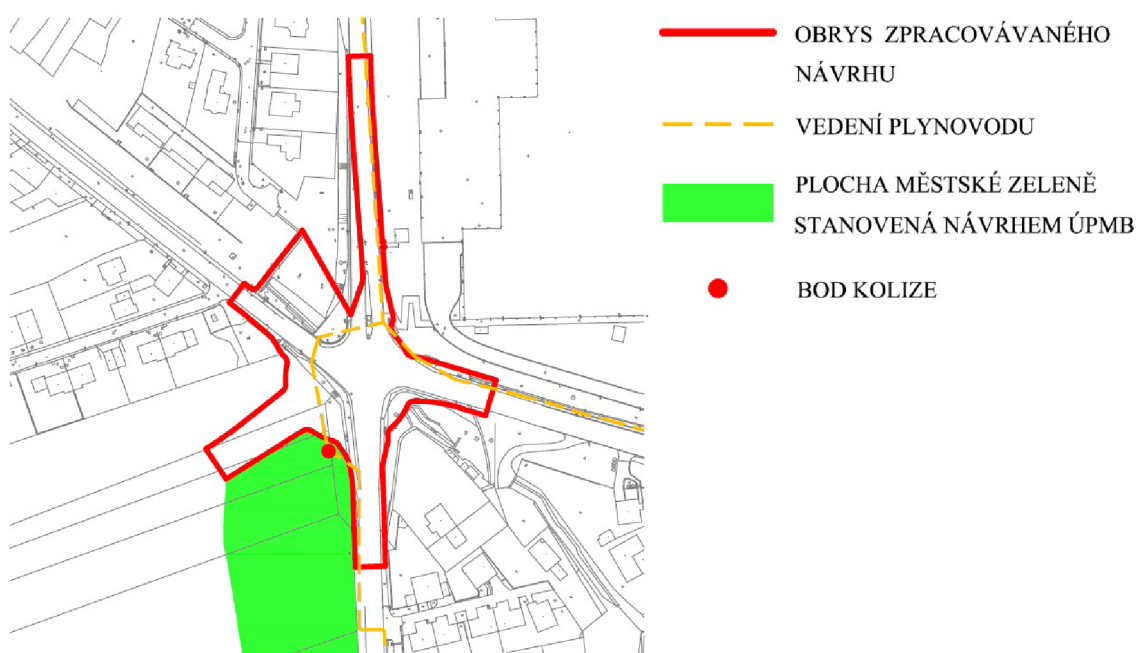 OBRYS ZPRACOVÁVANÉHO
NÁVRHU
VEDENÍ PLYNOVODU
PLOCHA MĚSTSKÉ ZELENĚ
STANOVENÁ NÁVRHEM ÚPMB
BOD KOLIZE